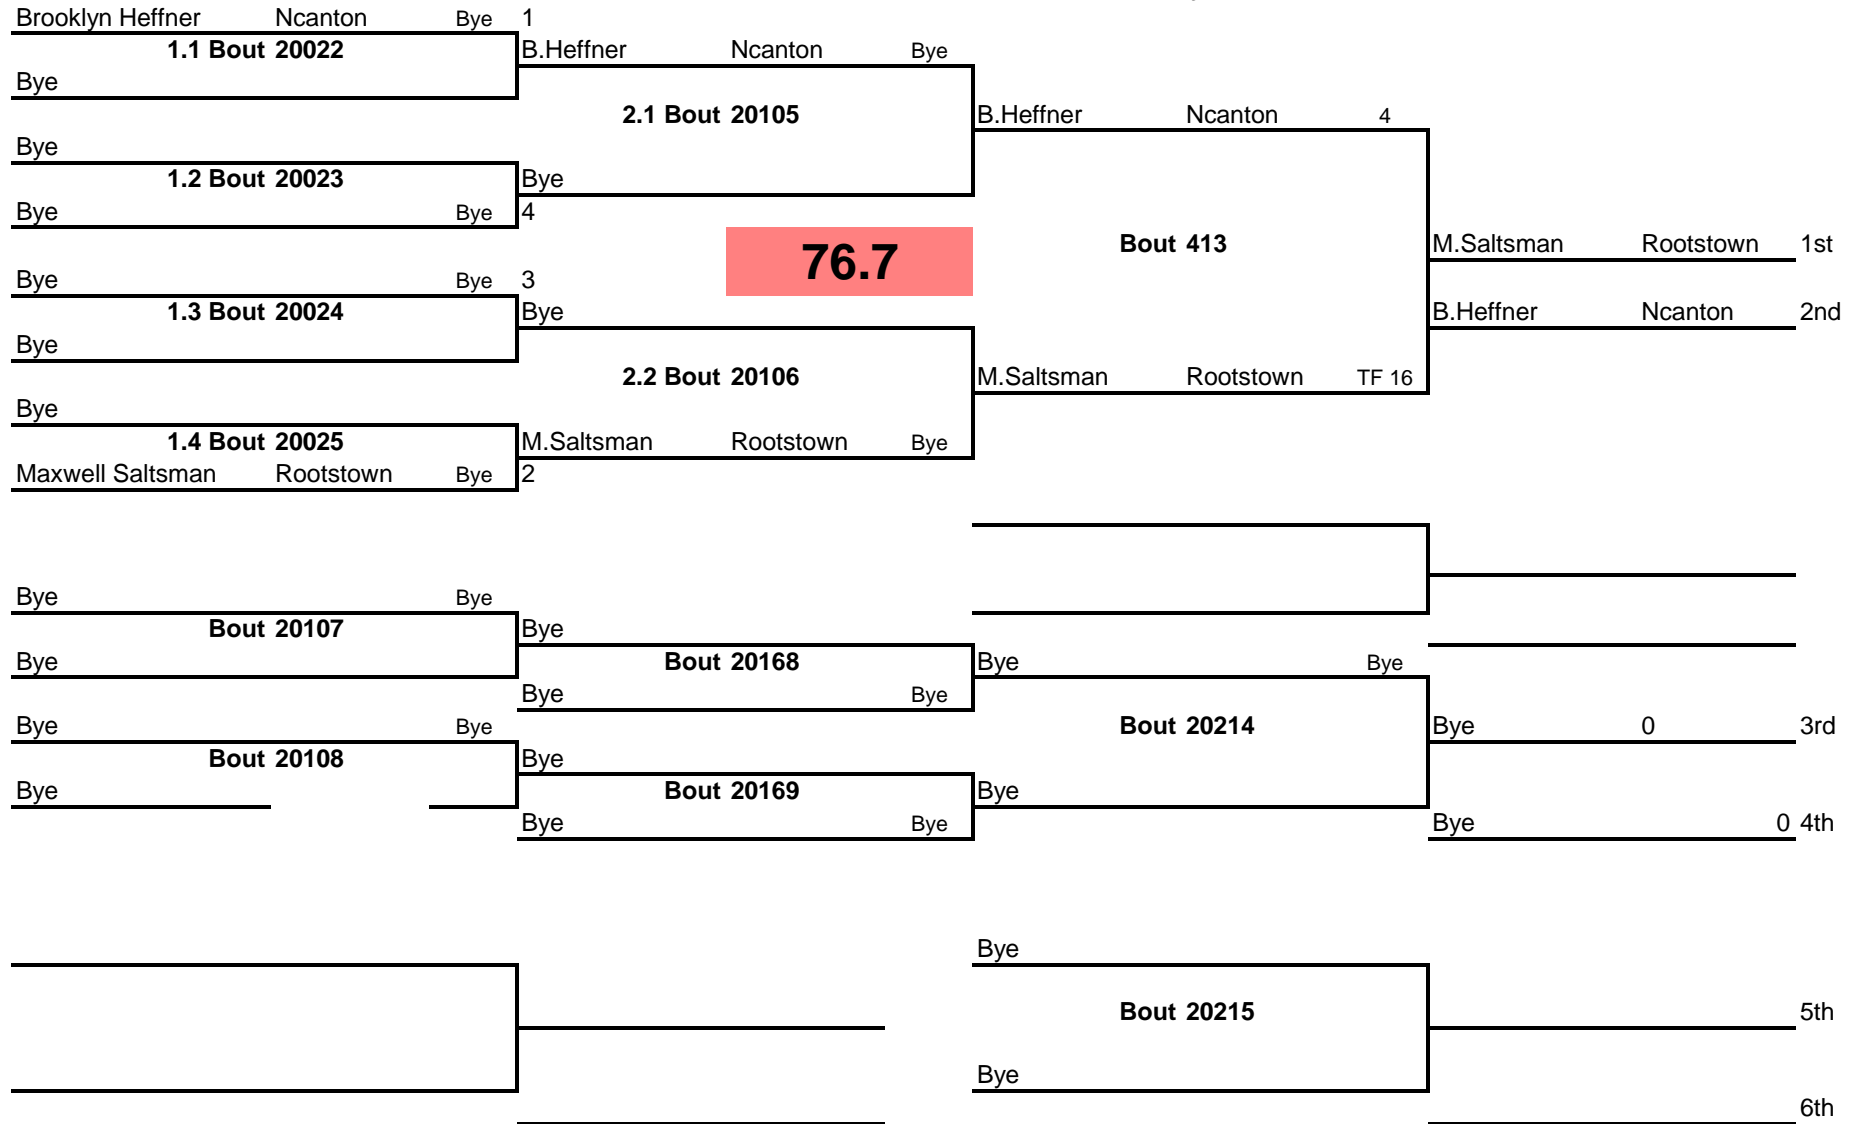 Brooklyn Heffner Ncanton Bye 1
1.1 Bout 20022 B.Heffner Ncanton Bye
Bye
2.1 Bout 20105 B.Heffner Ncanton 4
Bye
1.2 Bout 20023 Bye
Bye Bye 4
76.7 Bout 413 M.Saltsman Rootstown 1st
Bye Bye 3
1.3 Bout 20024 Bye B.Heffner Ncanton 2nd
Bye
2.2 Bout 20106 M.Saltsman Rootstown TF 16
Bye
1.4 Bout 20025 M.Saltsman Rootstown Bye
Maxwell Saltsman Rootstown Bye 2
Bye Bye
Bout 20107 Bye
Bye Bout 20168 Bye Bye
Bye Bye
Bye Bye Bout 20214 Bye 0 3rd
Bout 20108 Bye
Bye Bout 20169 Bye
Bye Bye Bye 0 4th
Bye
Bout 20215 5th
Bye
6th